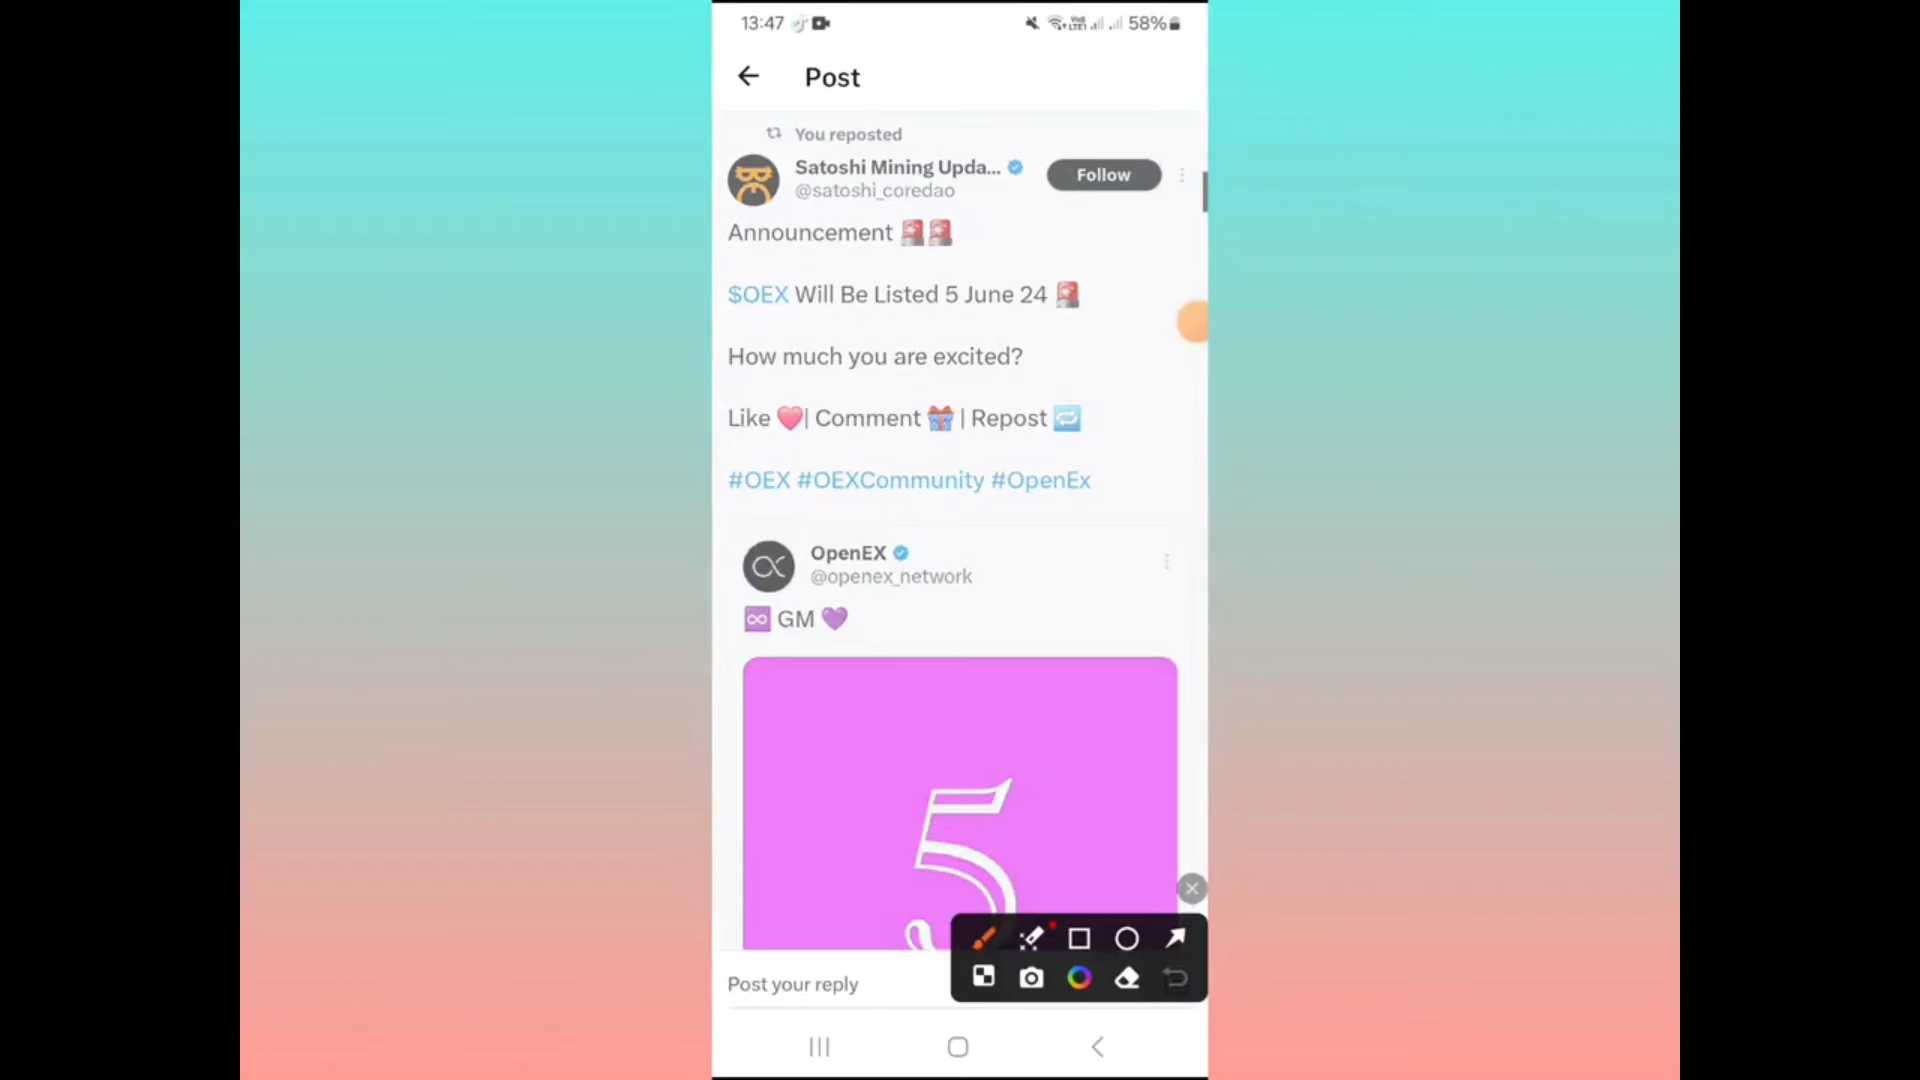 13:47 58%
Post
You reposted
Satoshi Mining Upda...
Follow
@satoshi_coredao
Announcement 🚨🚨
$OEX Will Be Listed 5 June 24 🚨
How much you are excited?
Like ❤️| Comment 🎁 | Repost 🔁
#OEX #OEXCommunity #OpenEx
OpenEX
@openex_network
♾️ GM 💜
5
Post your reply